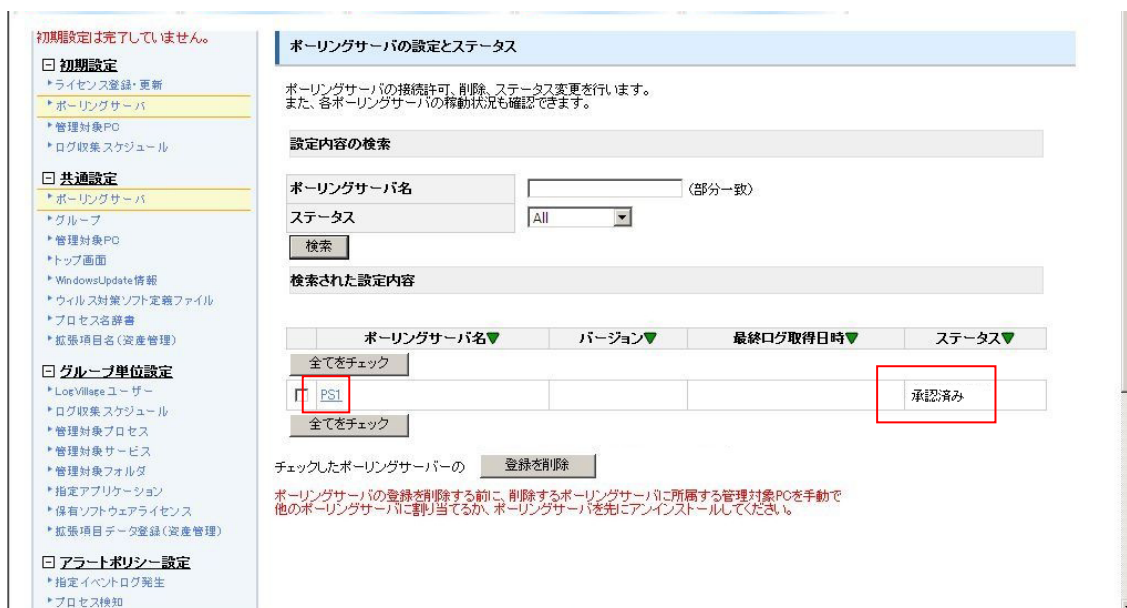 初期設定は完了していません。
初期設定
ライセンス登録・更新
ポーリングサーバ
管理対象PC
ログ収集スケジュール
共通設定
ポーリングサーバ
グループ
管理対象PC
トップ画面
WindowsUpdate情報
ウィルス対策ソフト定義ファイル
プロセス名辞書
拡張項目名(資産管理)
グループ単位設定
LogVillageユーザー
ログ収集スケジュール
管理対象プロセス
管理対象サービス
管理対象フォルダ
指定アプリケーション
保有ソフトウェアライセンス
拡張項目データ登録(資産管理)
アラートポリシー設定
指定イベントログ発生
プロセス検知
ポーリングサーバの設定とステータス
ポーリングサーバの接続許可、削除、ステータス変更を行います。
また、各ポーリングサーバの稼動状況も確認できます。
設定内容の検索
ポーリングサーバ名 (部分一致)
ステータス All
検索
検索された設定内容
ポーリングサーバ名▼ バージョン▼ 最終ログ取得日時▼ ステータス▼
全てをチェック
PS1 承認済み
全てをチェック
チェックしたポーリングサーバーの 登録を削除
ポーリングサーバの登録を削除する前に、削除するポーリングサーバに所属する管理対象PCを手動で
他のポーリングサーバに割り当てるか、ポーリングサーバを先にアンインストールしてください。